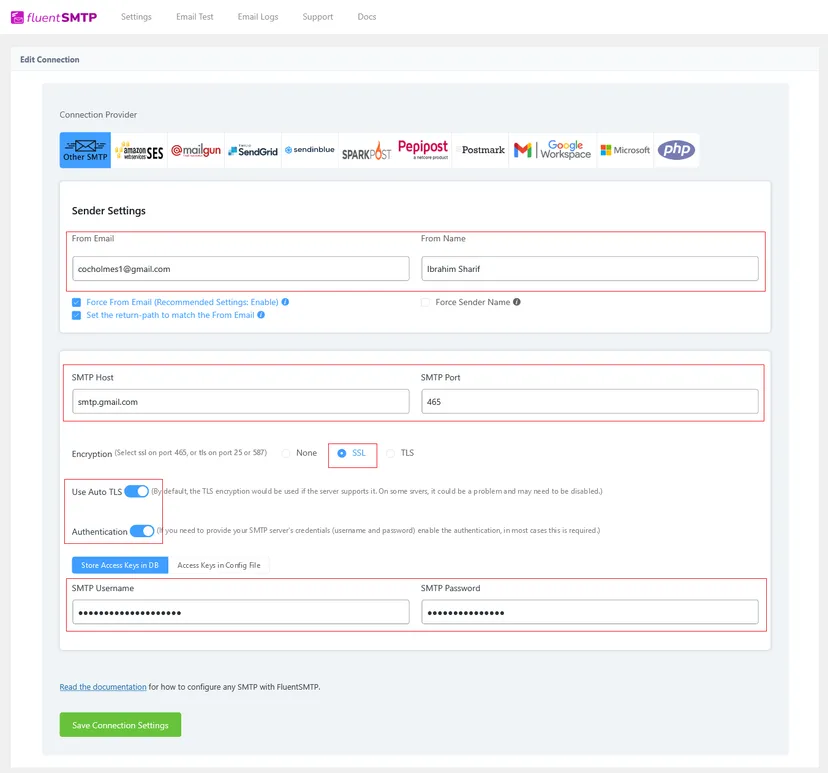 fluentSMTP Settings Email Test Email Logs Support Docs
Edit Connection
Connection Provider
Other SMTP amazon webservices SES @mailgun SendGrid sendinblue SPARKPOST Pepipost a netcore product Postmark Google Workspace Microsoft php
Sender Settings
From Email From Name
cocholmes1@gmail.com Ibrahim Sharif
Force From Email (Recommended Settings: Enable) Force Sender Name
Set the return-path to match the From Email
SMTP Host SMTP Port
smtp.gmail.com 465
Encryption (Select ssl on port 465, or tls on port 25 or 587) None SSL TLS
Use Auto TLS (By default, the TLS encryption would be used if the server supports it. On some srvers, it could be a problem and may need to be disabled.)
Authentication (If you need to provide your SMTP server's credentials (username and password) enable the authentication, in most cases this is required.)
Store Access Keys in DB Access Keys in Config File
SMTP Username SMTP Password
Read the documentation for how to configure any SMTP with FluentSMTP.
Save Connection Settings